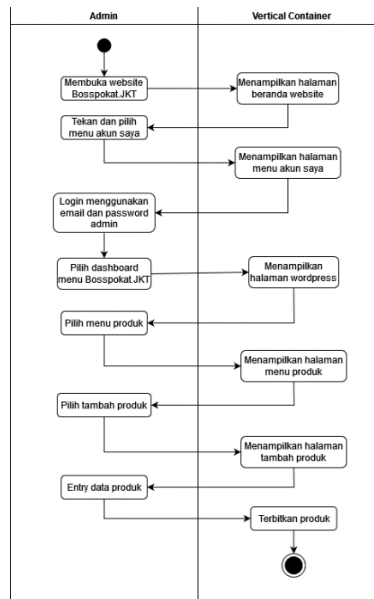 Admin
Vertical Container
Membuka website
Bosspokat.JKT
Menampilkan halaman
beranda website
Tekan dan pilih
menu akun saya
Menampilkan halaman
menu akun saya
Login menggunakan
email dan password
admin
Pilih dashboard
menu Bosspokat.JKT
Menampilkan
halaman wordpress
Pilih menu produk
Menampilkan halaman
menu produk
Pilih tambah produk
Menampilkan halaman
tambah produk
Entry data produk
Terbitkan produk